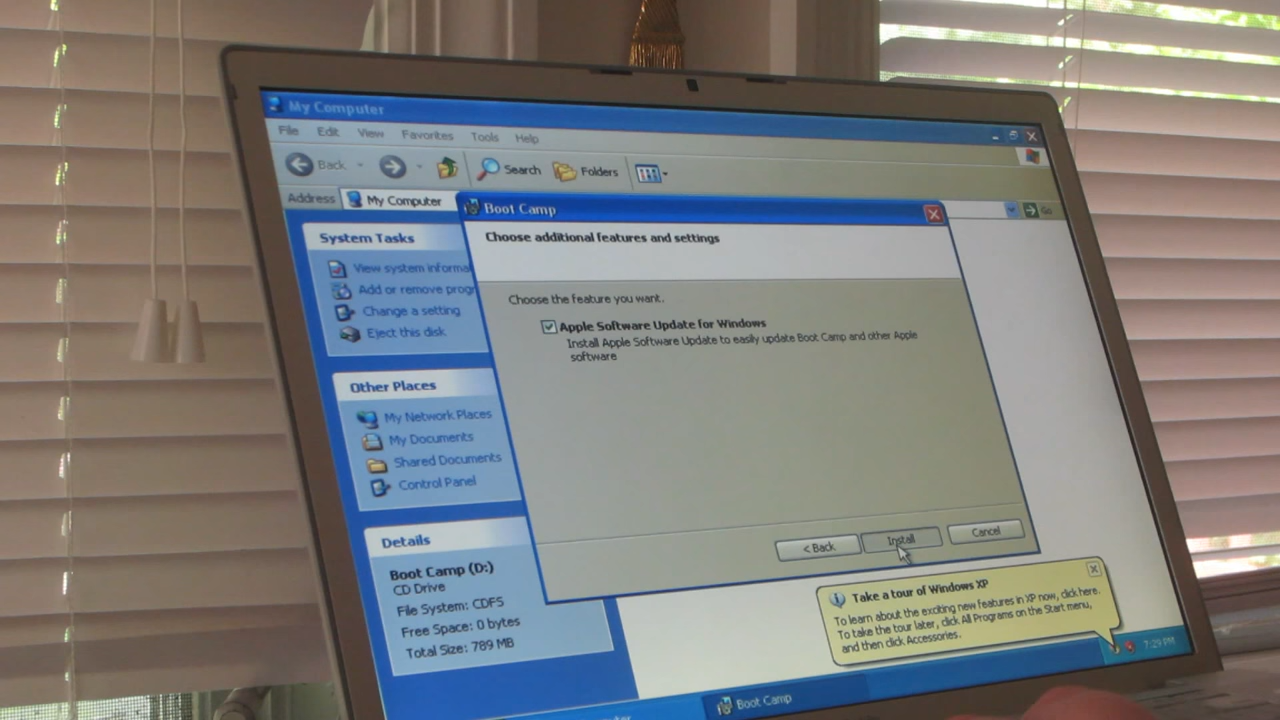 My Computer
File Edit View Favorites Tools Help
Back Search Folders
Address My Computer Go
System Tasks
View system informa
Add or remove progr
Change a setting
Eject this disk
Other Places
My Network Places
My Documents
Shared Documents
Control Panel
Details
Boot Camp (D:)
CD Drive
File System: CDFS
Free Space: 0 bytes
Total Size: 789 MB
Boot Camp
Choose additional features and settings
Choose the feature you want.
Apple Software Update for Windows
Install Apple Software Update to easily update Boot Camp and other Apple
software
< Back Install Cancel
Take a tour of Windows XP
To learn about the exciting new features in XP now, click here.
To take the tour later, click All Programs on the Start menu,
and then click Accessories.
Boot Camp
7:29 PM